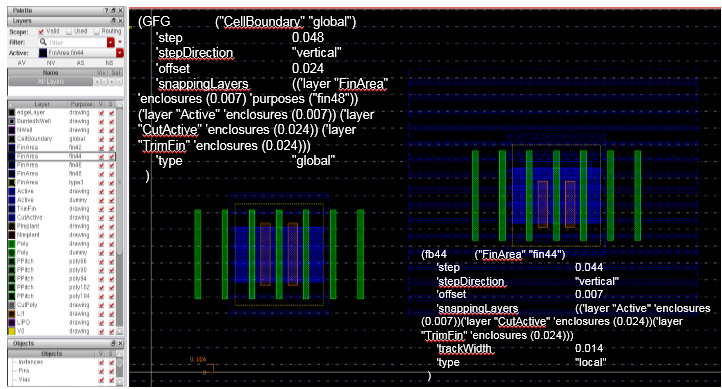 Palette
Layers
Scope: Valid Used Routing
Filter: Filter
Active: FinArea fin44
AV NV AS NS
Name Vis Sel
All Layers
Layer Purpose V S
edgeLayer drawing
BurriedNWell drawing
NWell drawing
CellBoundary global
FinArea fin42
FinArea fin44
FinArea fin46
FinArea fin48
FinArea type3
Active drawing
Active dummy
TrimFin drawing
CutActive drawing
Pimplant drawing
Nimplant drawing
Poly drawing
Poly dummy
PPitch poly86
PPitch poly90
PPitch poly94
PPitch poly102
PPitch poly104
CutPoly drawing
Li1 drawing
LiPO drawing
V0 drawing
Objects
Objects V S
Instances
Pins
Vias
(GFG ("CellBoundary" "global")
'step 0.048
'stepDirection "vertical"
'offset 0.024
'snappingLayers (('layer "FinArea"
'enclosures (0.007) 'purposes ("fin48"))
('layer "Active" 'enclosures (0.007)) ('layer
"CutActive" 'enclosures (0.024)) ('layer
"TrimFin" 'enclosures (0.024)))
'type "global"
)
0.024
(fb44 ("FinArea" "fin44")
'step 0.044
'stepDirection "vertical"
'offset 0.007
'snappingLayers (('layer "Active" 'enclosures
(0.007))('layer "CutActive" 'enclosures (0.024))('layer
"TrimFin" 'enclosures (0.024)))
'trackWidth 0.014
'type "local"
)